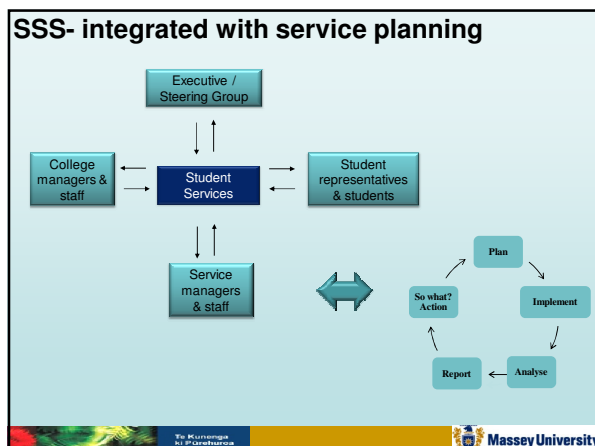 SSS- integrated with service planning
Executive /
Steering Group
College
managers &
staff
Student
Services
Student
representatives
& students
Service
managers
& staff
Plan
So what?
Action
Implement
Report
Analyse
Te Kunenga
ki Pūrehuroa
Massey University